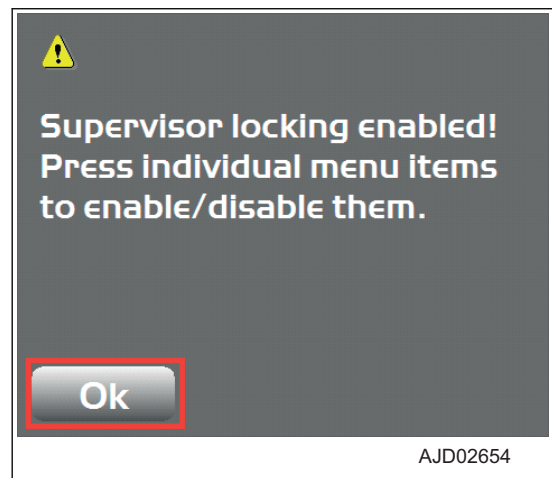 Supervisor locking enabled!
Press individual menu items
to enable/disable them.
Ok
AJD02654